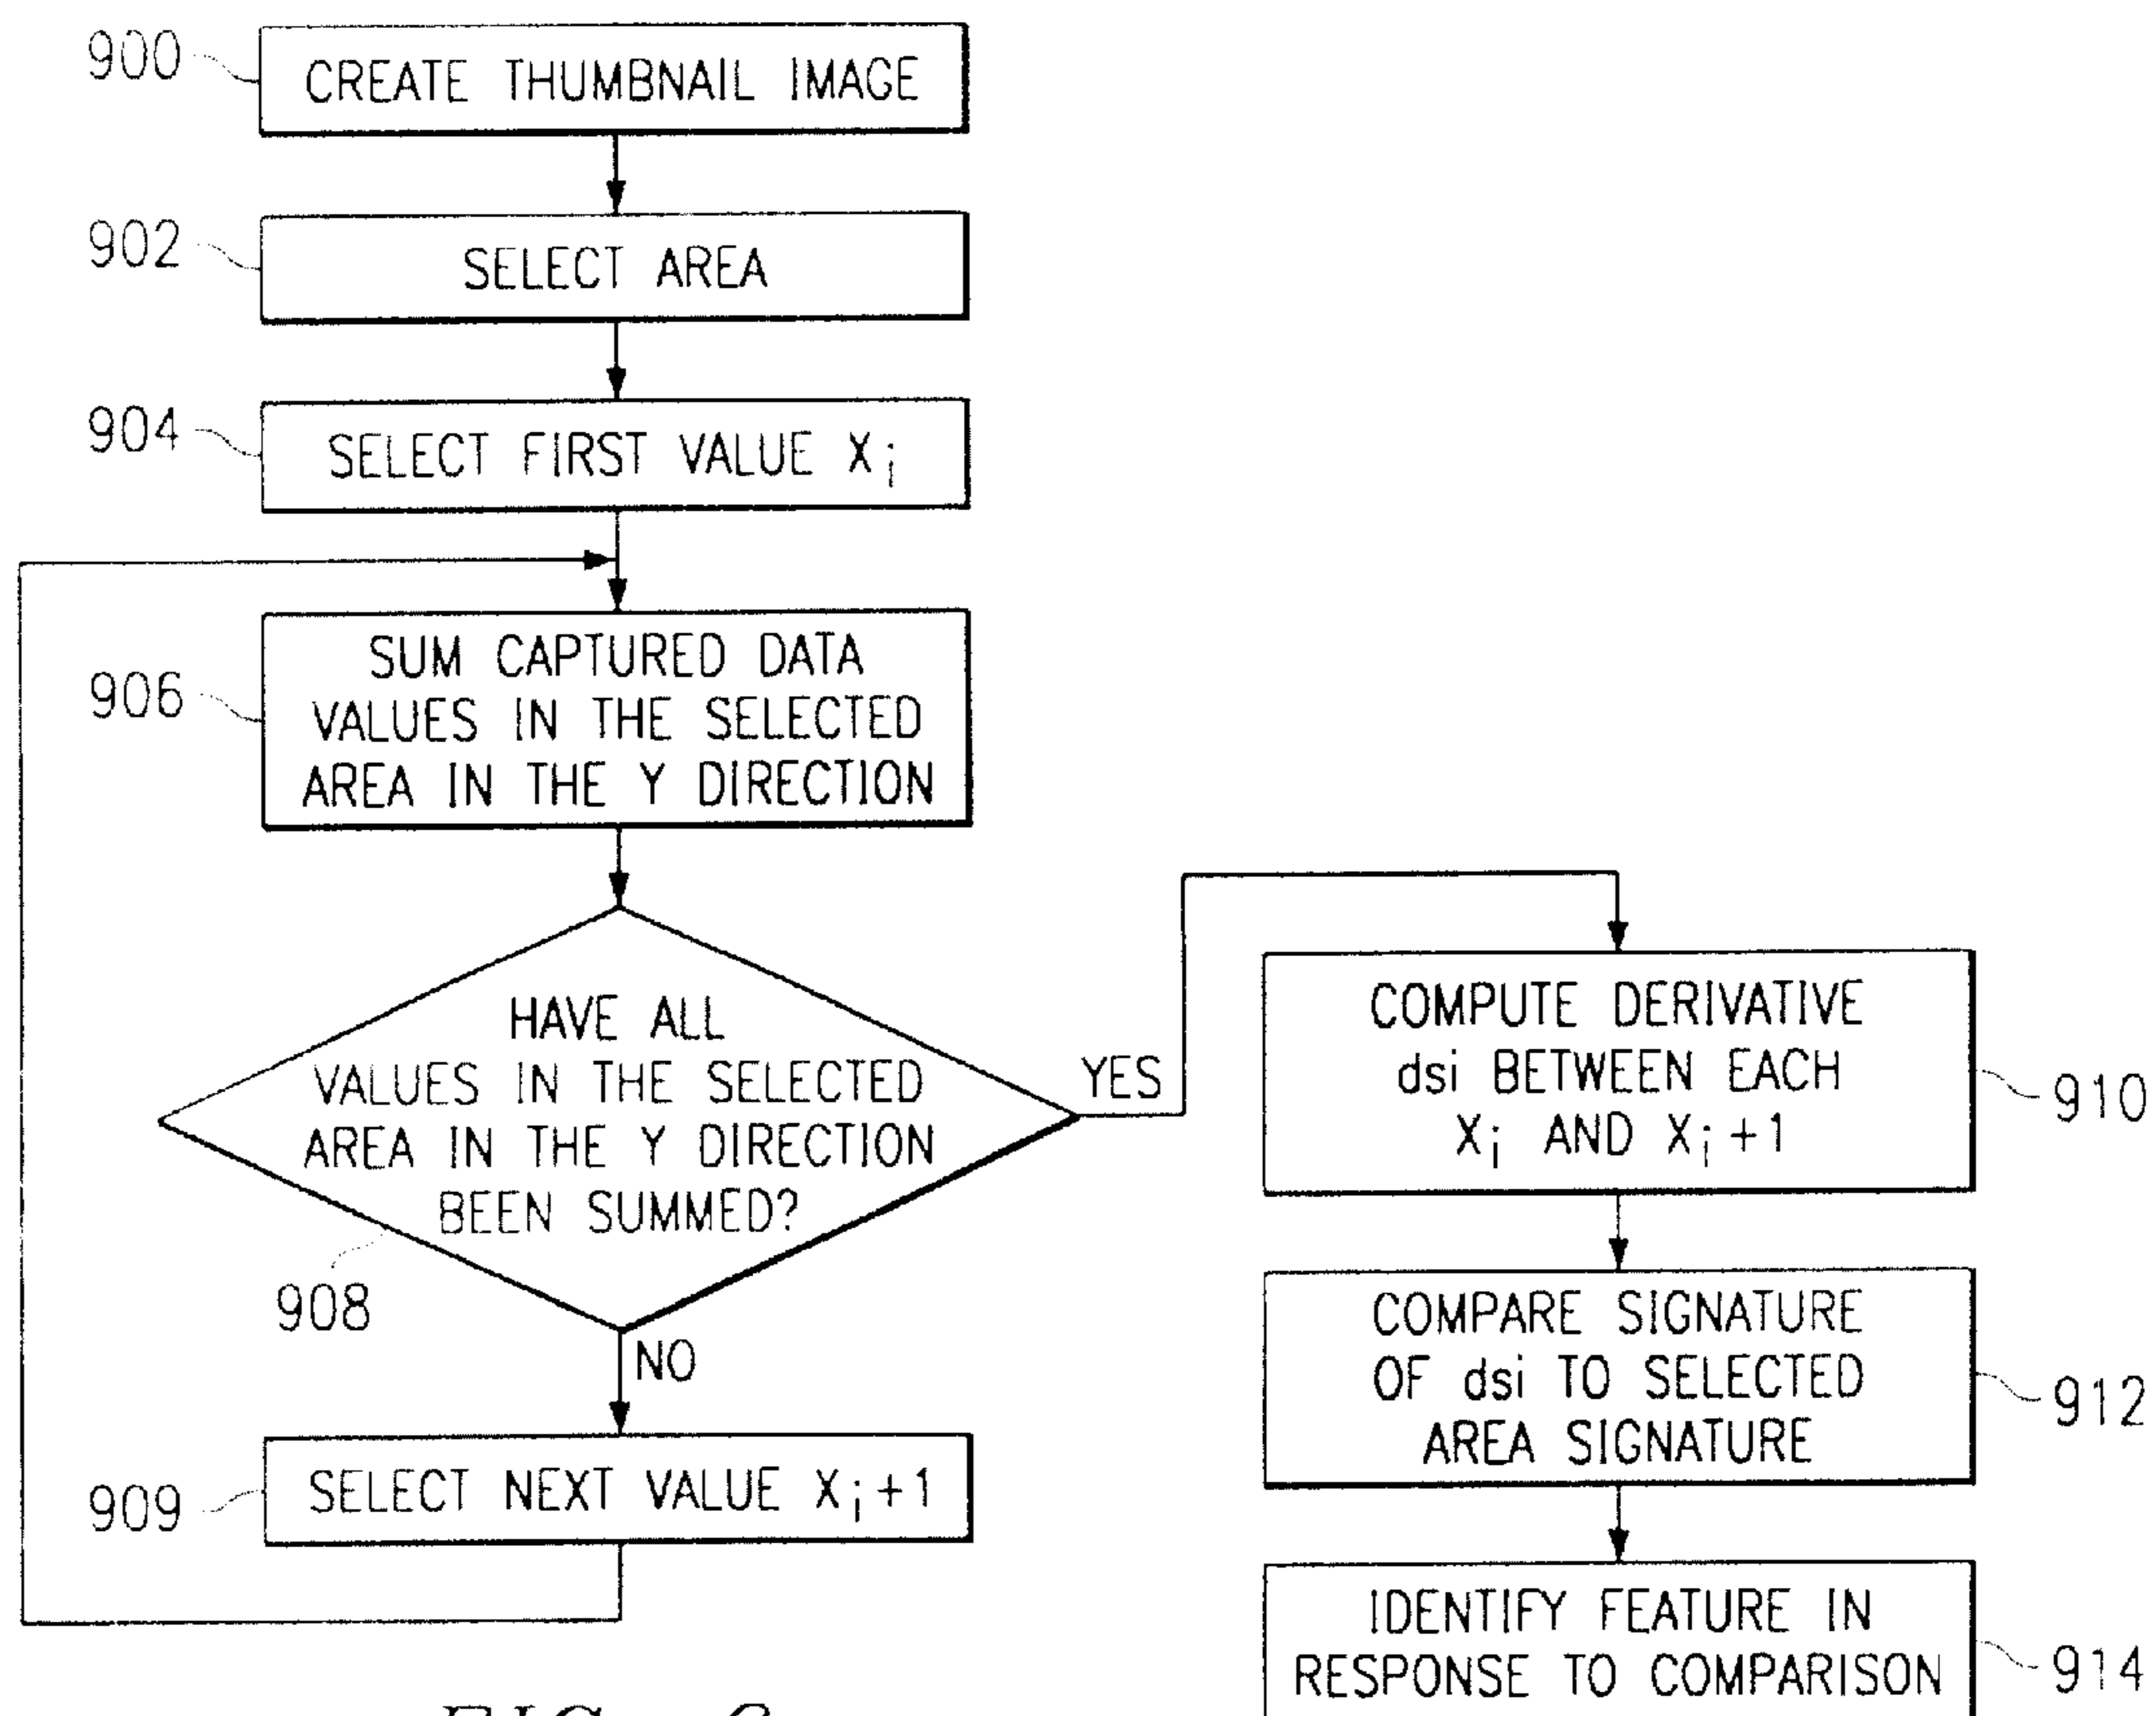 900
CREATE THUMBNAIL IMAGE
902
SELECT AREA
904
SELECT FIRST VALUE Xi
906
SUM CAPTURED DATA
VALUES IN THE SELECTED
AREA IN THE Y DIRECTION
HAVE ALL
VALUES IN THE SELECTED
AREA IN THE Y DIRECTION
BEEN SUMMED?
908
YES
NO
909
SELECT NEXT VALUE Xi+1
COMPUTE DERIVATIVE
dsi BETWEEN EACH
Xi AND Xi+1
910
COMPARE SIGNATURE
OF dsi TO SELECTED
AREA SIGNATURE
912
IDENTIFY FEATURE IN
RESPONSE TO COMPARISON
914